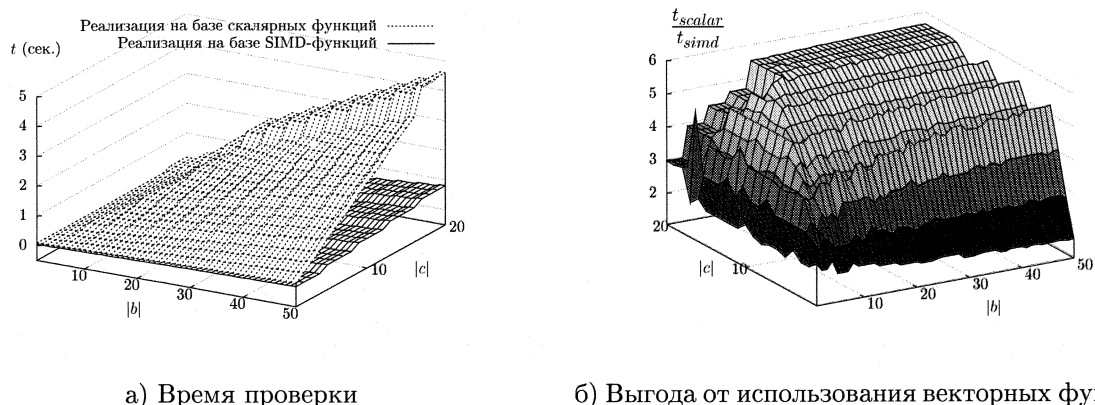 Реализация на базе скалярных функций
Реализация на базе SIMD-функций
t (сек.)
5
4
3
2
1
0
10
20
30
40
50
|b|
10
20
|c|
t_scalar
t_simd
6
5
4
3
2
20
10
|c|
10
20
30
40
50
|b|
а) Время проверки
б) Выгода от использования векторных фу